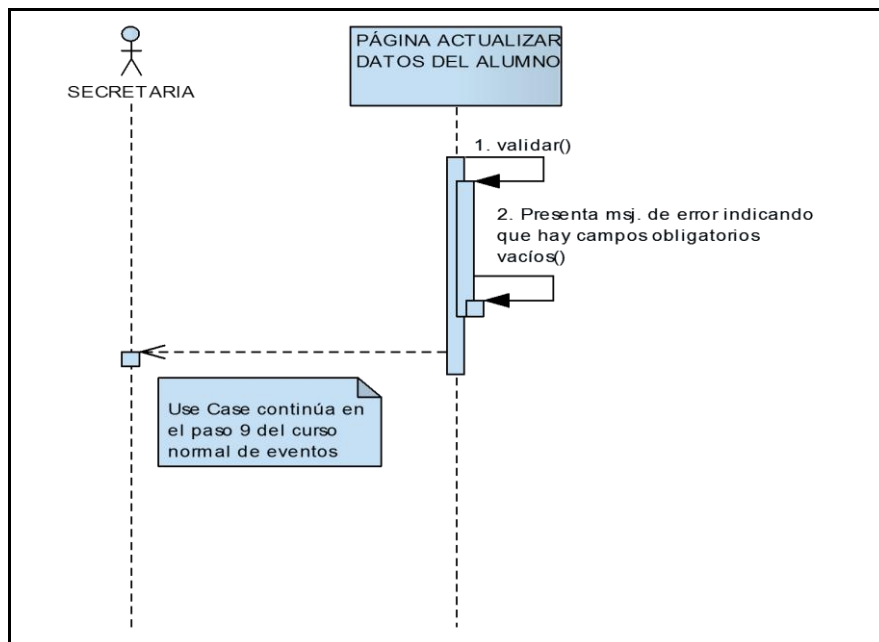 SECRETARIA
PÁGINA ACTUALIZAR
DATOS DEL ALUMNO
1. validar()
2. Presenta msj. de error indicando
que hay campos obligatorios
vacíos()
Use Case continúa en
el paso 9 del curso
normal de eventos